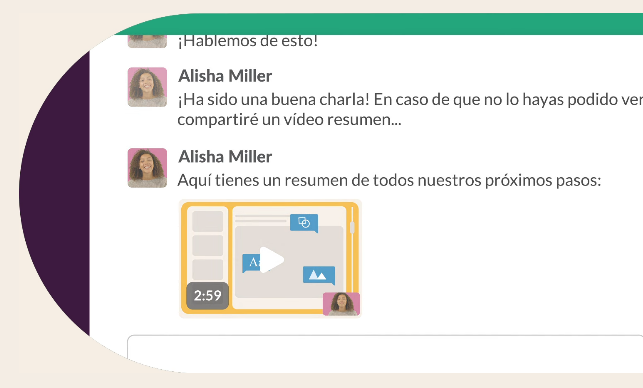 ¡Hablemos de esto!
Alisha Miller
¡Ha sido una buena charla! En caso de que no lo hayas podido ver
compartiré un vídeo resumen...
Alisha Miller
Aquí tienes un resumen de todos nuestros próximos pasos:
2:59